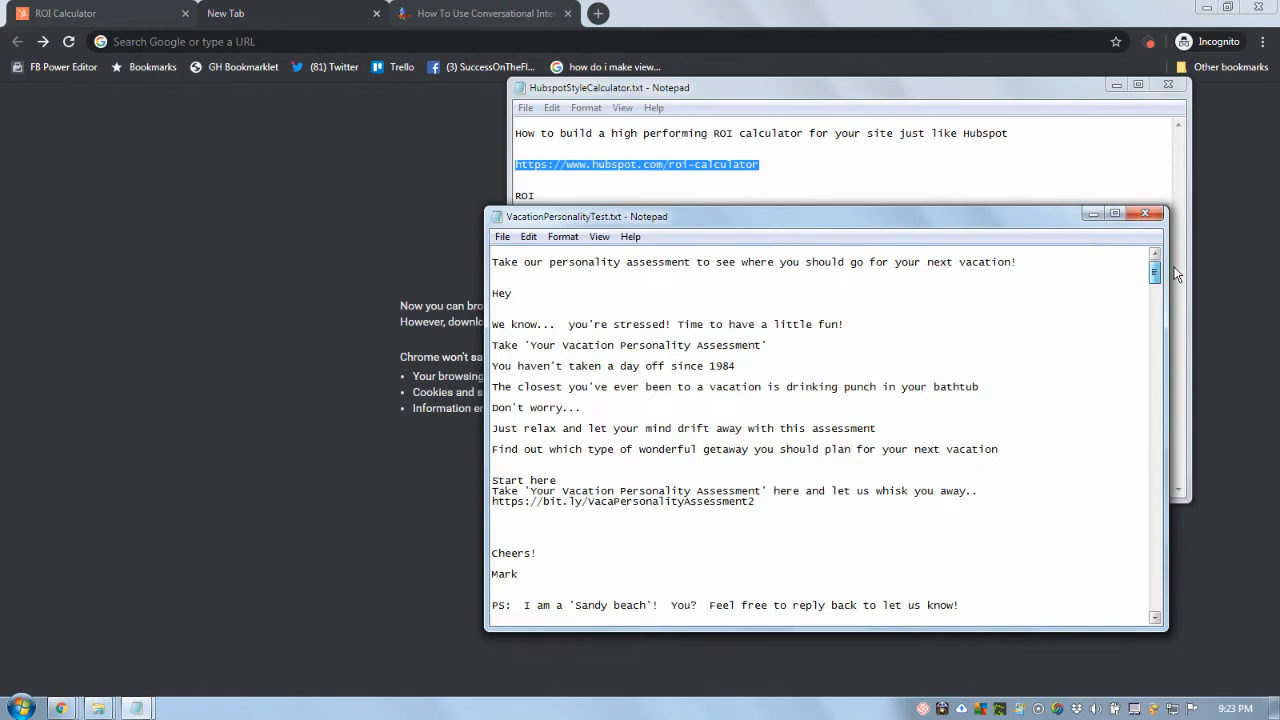 ROI Calculator
New Tab
How To Use Conversational Inte
Search Google or type a URL
Incognito
FB Power Editor
Bookmarks
GH Bookmarklet
(81) Twitter
Trello
(3) SuccessOnTheFl...
how do i make view...
Other bookmarks
Now you can bro
However, downlo
Chrome won't sa
Your browsing
Cookies and s
Information en
HubspotStyleCalculator.txt - Notepad
File Edit Format View Help
How to build a high performing ROI calculator for your site just like Hubspot
https://www.hubspot.com/roi-calculator
ROI
VacationPersonalityTest.txt - Notepad
File Edit Format View Help
Take our personality assessment to see where you should go for your next vacation!
Hey
We know... you're stressed! Time to have a little fun!
Take 'Your Vacation Personality Assessment'
You haven't taken a day off since 1984
The closest you've ever been to a vacation is drinking punch in your bathtub
Don't worry...
Just relax and let your mind drift away with this assessment
Find out which type of wonderful getaway you should plan for your next vacation
Start here
Take 'Your Vacation Personality Assessment' here and let us whisk you away..
https://bit.ly/VacaPersonalityAssessment2
Cheers!
Mark
PS: I am a 'Sandy beach'! You? Feel free to reply back to let us know!
9:23 PM